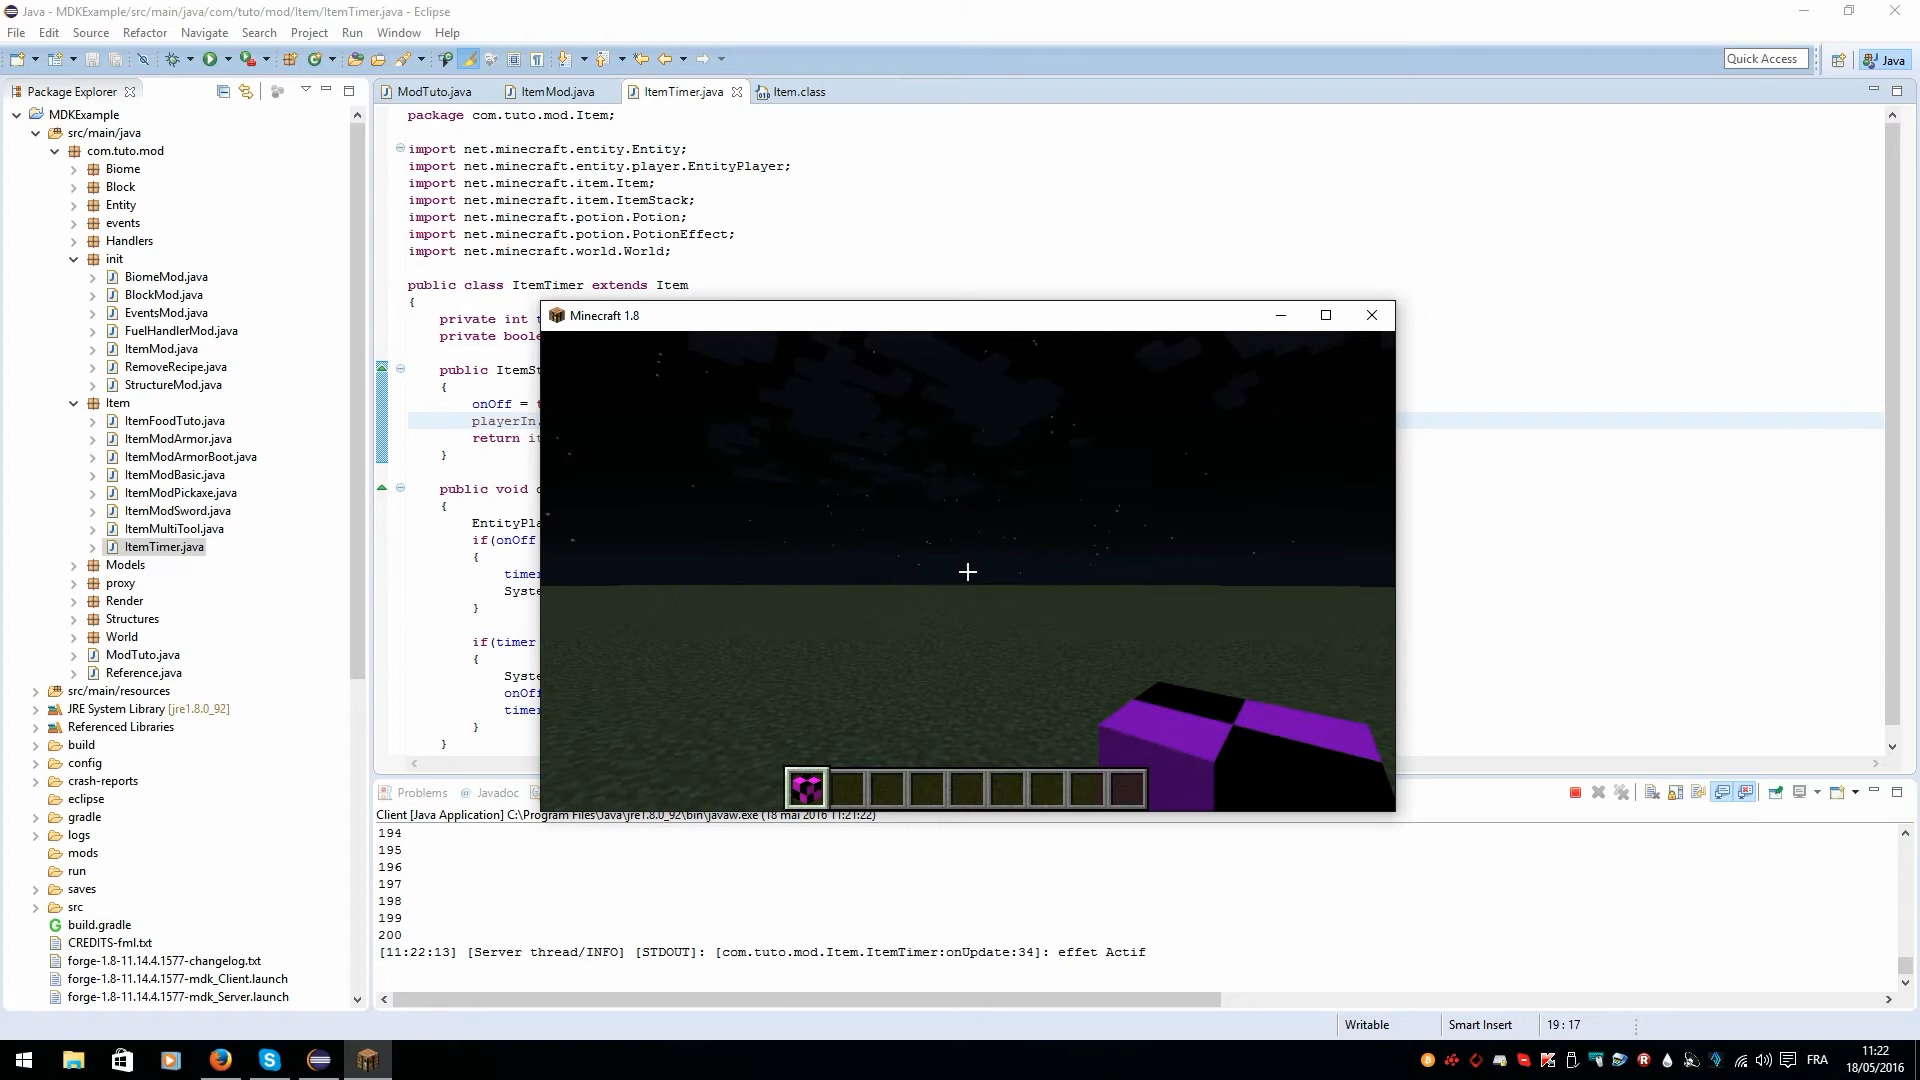 Java - MDKExample/src/main/java/com/tuto/mod/Item/ItemTimer.java - Eclipse
File Edit Source Refactor Navigate Search Project Run Window Help
Quick Access
Java
Package Explorer
ModTuto.java
ItemMod.java
ItemTimer.java
Item.class
MDKExample
src/main/java
com.tuto.mod
Biome
Block
Entity
events
Handlers
init
BiomeMod.java
BlockMod.java
EventsMod.java
FuelHandlerMod.java
ItemMod.java
RemoveRecipe.java
StructureMod.java
Item
ItemFoodTuto.java
ItemModArmor.java
ItemModArmorBoot.java
ItemModBasic.java
ItemModPickaxe.java
ItemModSword.java
ItemMultiTool.java
ItemTimer.java
Models
proxy
Render
Structures
World
ModTuto.java
Reference.java
src/main/resources
JRE System Library [jre1.8.0_92]
Referenced Libraries
build
config
crash-reports
eclipse
gradle
logs
mods
run
saves
src
build.gradle
CREDITS-fml.txt
forge-1.8-11.14.4.1577-changelog.txt
forge-1.8-11.14.4.1577-mdk_Client.launch
forge-1.8-11.14.4.1577-mdk_Server.launch
package com.tuto.mod.Item;
import net.minecraft.entity.Entity;
import net.minecraft.entity.player.EntityPlayer;
import net.minecraft.item.Item;
import net.minecraft.item.ItemStack;
import net.minecraft.potion.Potion;
import net.minecraft.potion.PotionEffect;
import net.minecraft.world.World;
public class ItemTimer extends Item
{
private int t
private boole
public ItemSt
{
onOff = t
playerIn.
return it
}
public void o
{
EntityPla
if(onOff
{
timer
Syste
}
if(timer
{
Syste
onOff
timer
}
}
Minecraft 1.8
Problems
@ Javadoc
Client [Java Application] C:\Program Files\Java\jre1.8.0_92\bin\javaw.exe (18 mai 2016 11:21:22)
194
195
196
197
198
199
200
[11:22:13] [Server thread/INFO] [STDOUT]: [com.tuto.mod.Item.ItemTimer:onUpdate:34]: effet Actif
Writable
Smart Insert
19 : 17
FRA
11:22
18/05/2016